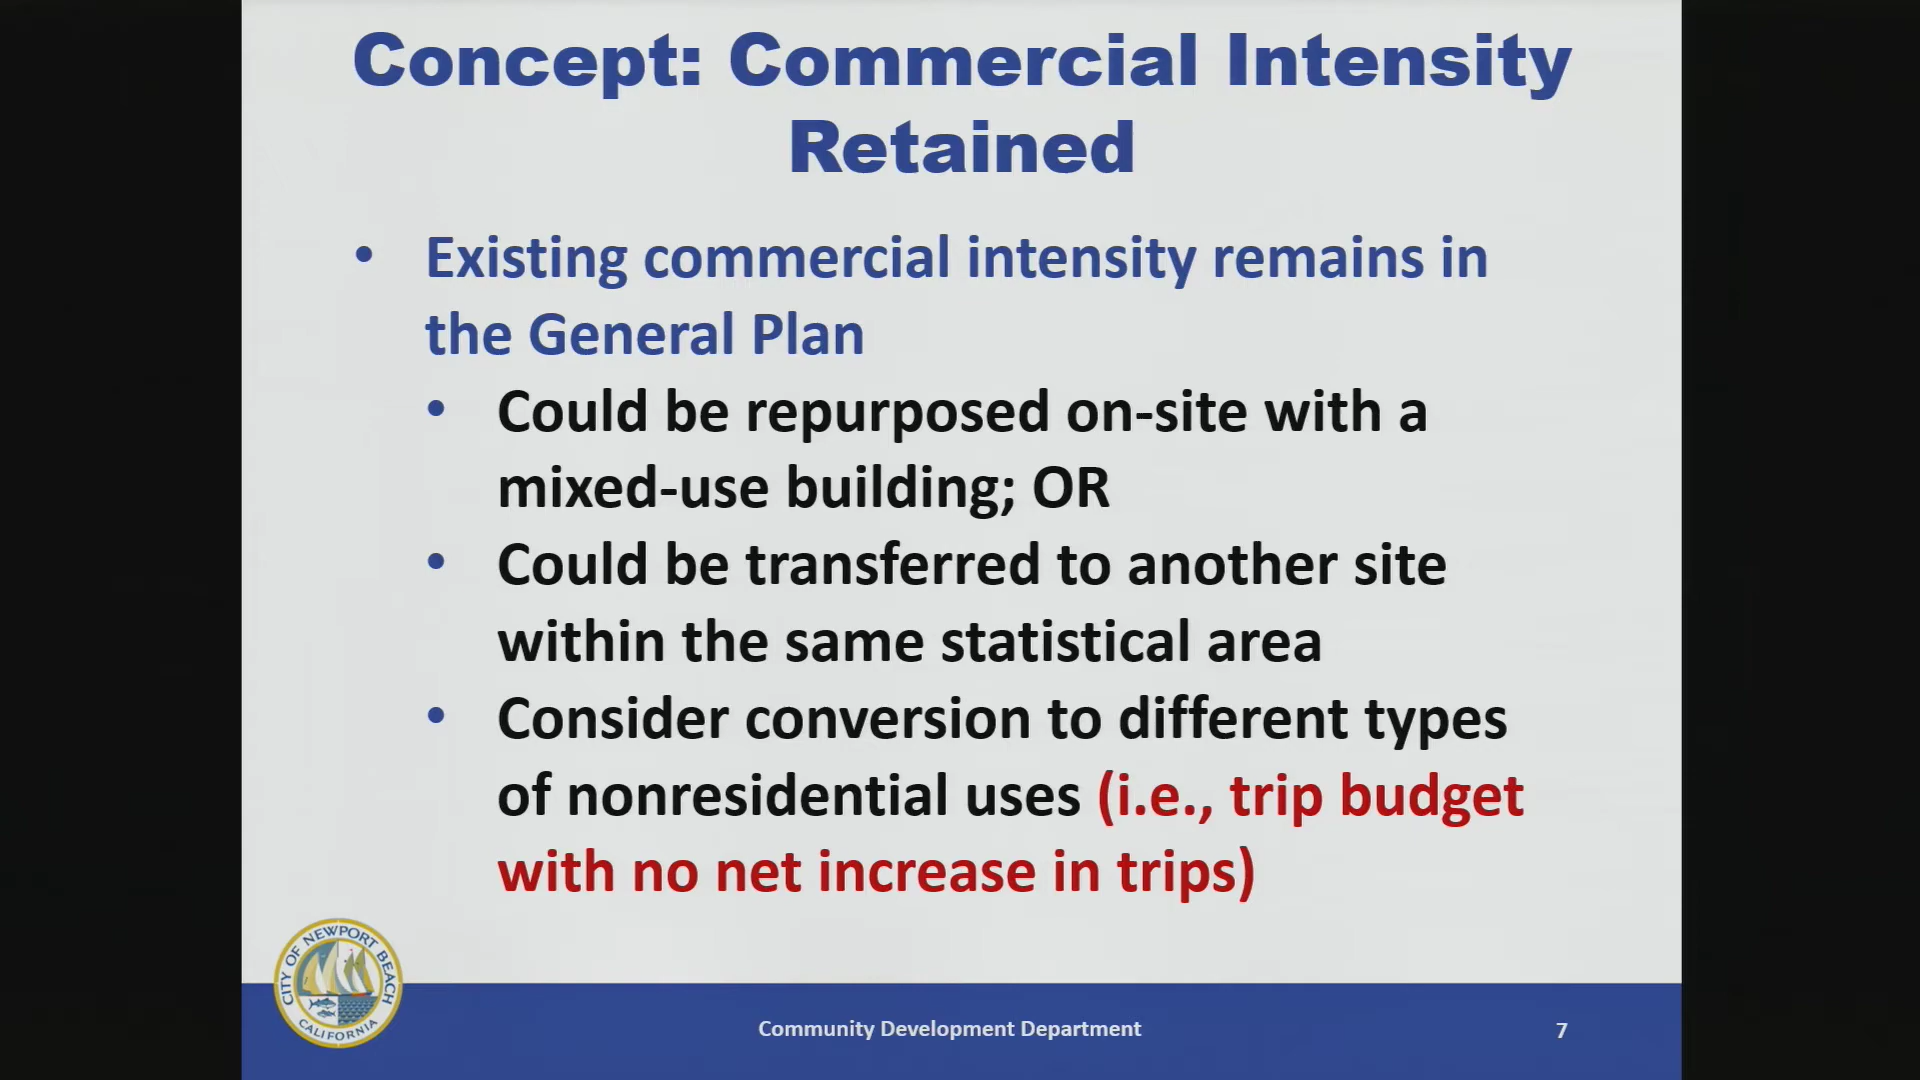 Concept: Commercial Intensity
Retained
• Existing commercial intensity remains in
the General Plan
• Could be repurposed on-site with a
mixed-use building; OR
• Could be transferred to another site
within the same statistical area
• Consider conversion to different types
of nonresidential uses (i.e., trip budget
with no net increase in trips)
CITY OF NEWPORT BEACH
CALIFORNIA
Community Development Department
7